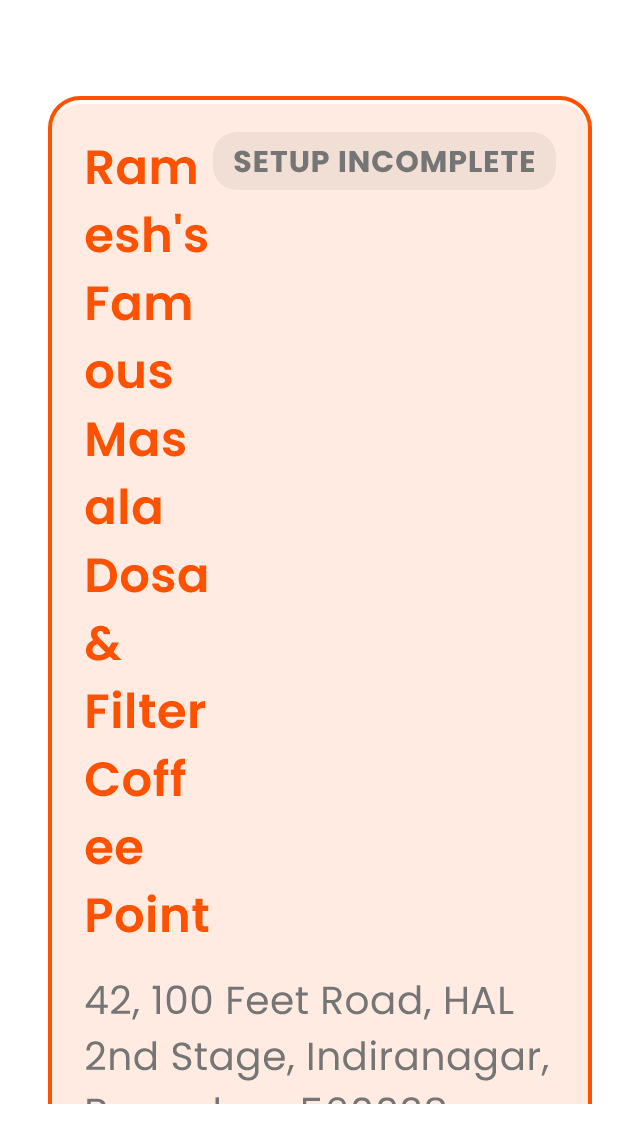 Ram
SETUP INCOMPLETE
esh's
Fam
ous
Mas
ala
Dosa
&
Filter
Coff
ee
Point
42, 100 Feet Road, HAL
2nd Stage, Indiranagar,